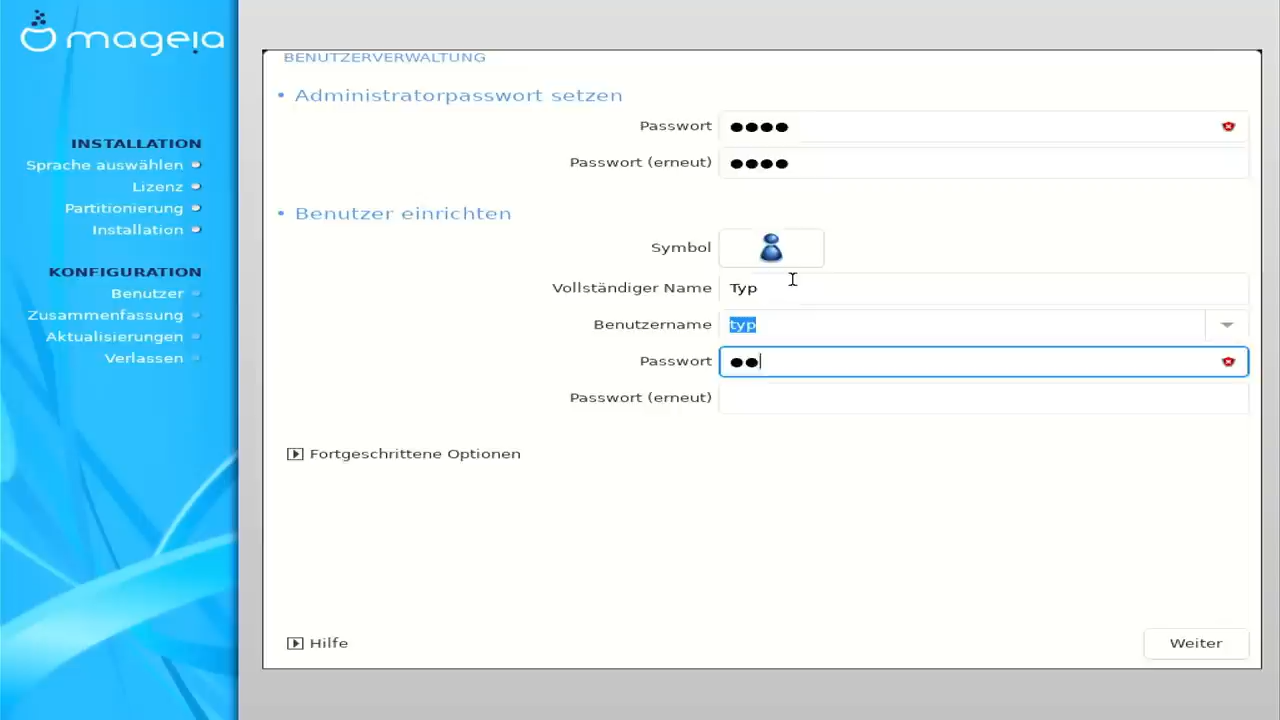 mageia
BENUTZERVERWALTUNG
• Administratorpasswort setzen
Passwort ●●●●
Passwort (erneut) ●●●●
• Benutzer einrichten
Symbol
Vollständiger Name Typ
Benutzername typ
Passwort ●●
Passwort (erneut)
Fortgeschrittene Optionen
Hilfe
Weiter
INSTALLATION
Sprache auswählen
Lizenz
Partitionierung
Installation
KONFIGURATION
Benutzer
Zusammenfassung
Aktualisierungen
Verlassen